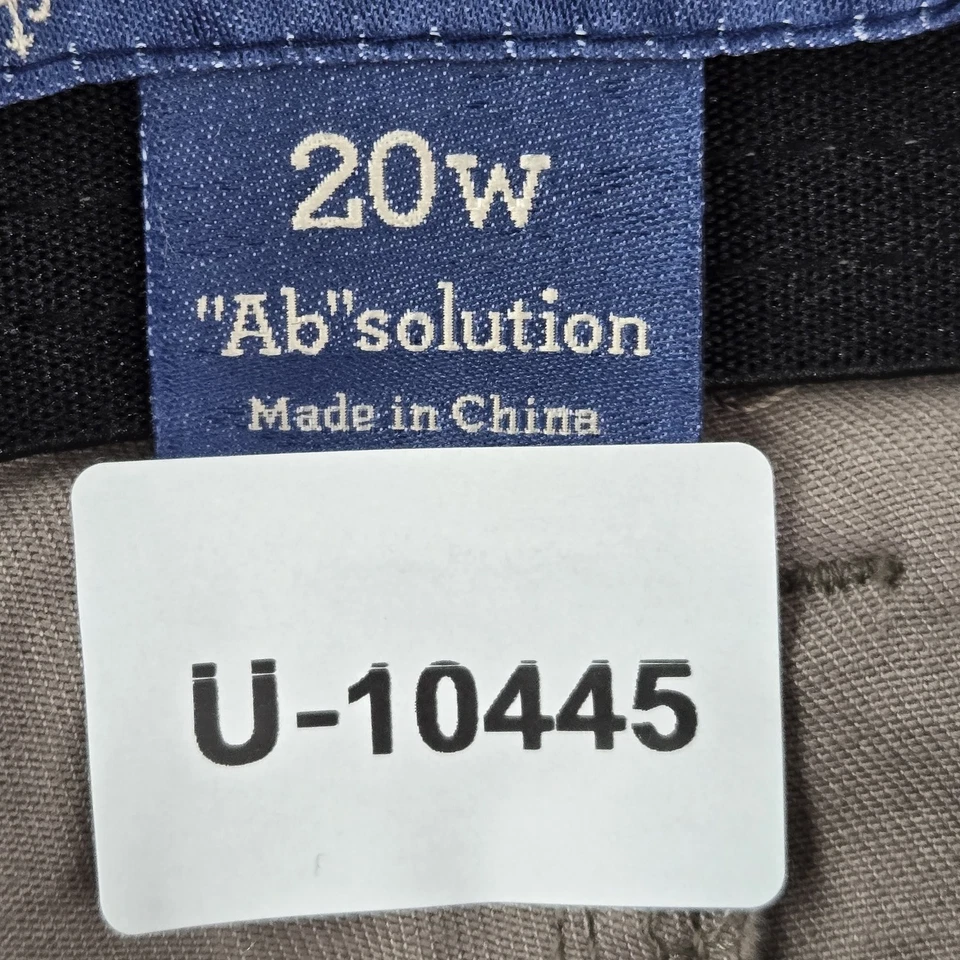 20w
"Ab"solution
Made in China
U-10445